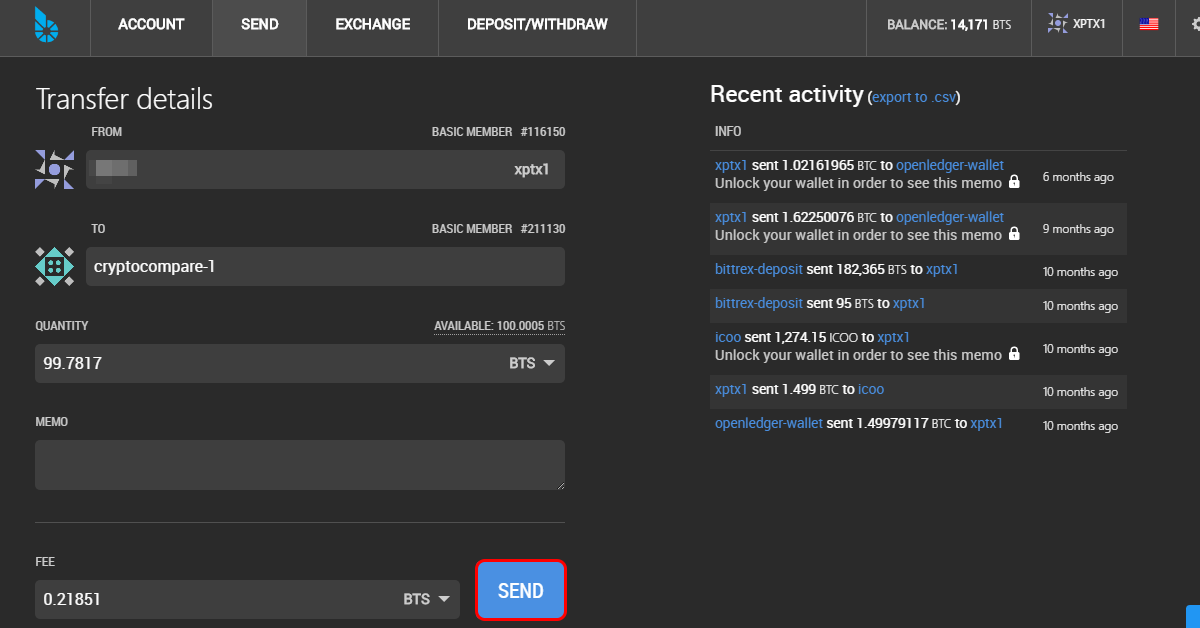 ACCOUNT SEND EXCHANGE DEPOSIT/WITHDRAW BALANCE: 14,171 BTS XPTX1
Transfer details
FROM BASIC MEMBER #116150
xptx1
TO BASIC MEMBER #211130
cryptocompare-1
QUANTITY AVAILABLE: 100.0005 BTS
99.7817 BTS
MEMO
FEE
0.21851 BTS
SEND
Recent activity (export to .csv)
INFO
xptx1 sent 1.02161965 BTC to openledger-wallet
Unlock your wallet in order to see this memo
6 months ago
xptx1 sent 1.62250076 BTC to openledger-wallet
Unlock your wallet in order to see this memo
9 months ago
bittrex-deposit sent 182,365 BTS to xptx1 10 months ago
bittrex-deposit sent 95 BTS to xptx1 10 months ago
icoo sent 1,274.15 ICOO to xptx1
Unlock your wallet in order to see this memo
10 months ago
xptx1 sent 1.499 BTC to icoo 10 months ago
openledger-wallet sent 1.49979117 BTC to xptx1 10 months ago